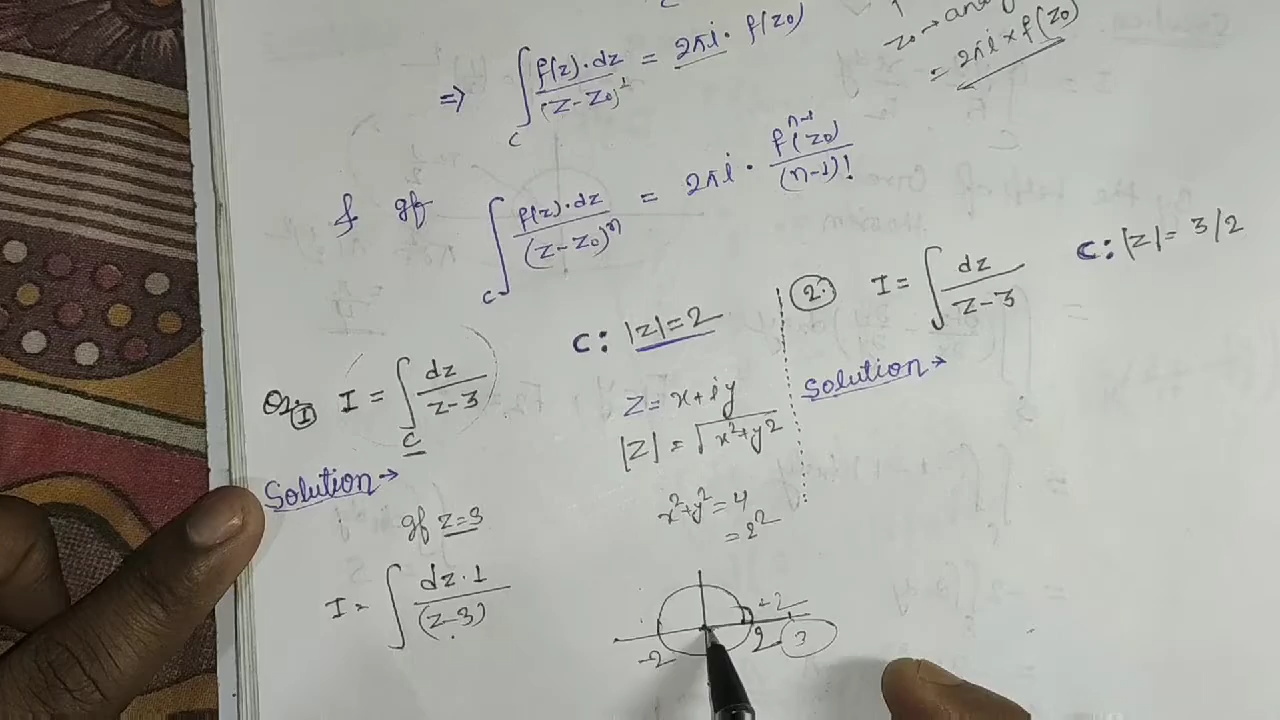 => ∫_C f(z)·dz / (z-z₀)¹ = 2πi · f(z₀)
z₀ → 
= 2πi × f(z₀)
& If ∫_C f(z)·dz / (z-z₀)ⁿ = 2πi · fⁿ⁻¹(z₀) / (n-1)!
Q.① I = ∫_C dz / z-3 C: |z|=2
z = x+iy
|z| = √x²+y²
x²+y² = 4
= 2²
Solution →
If z=3
I = ∫ dz·1 / (z-3)
+2
-2 2 3
②. I = ∫ dz / z-3 C: |z| = 3/2
Solution →